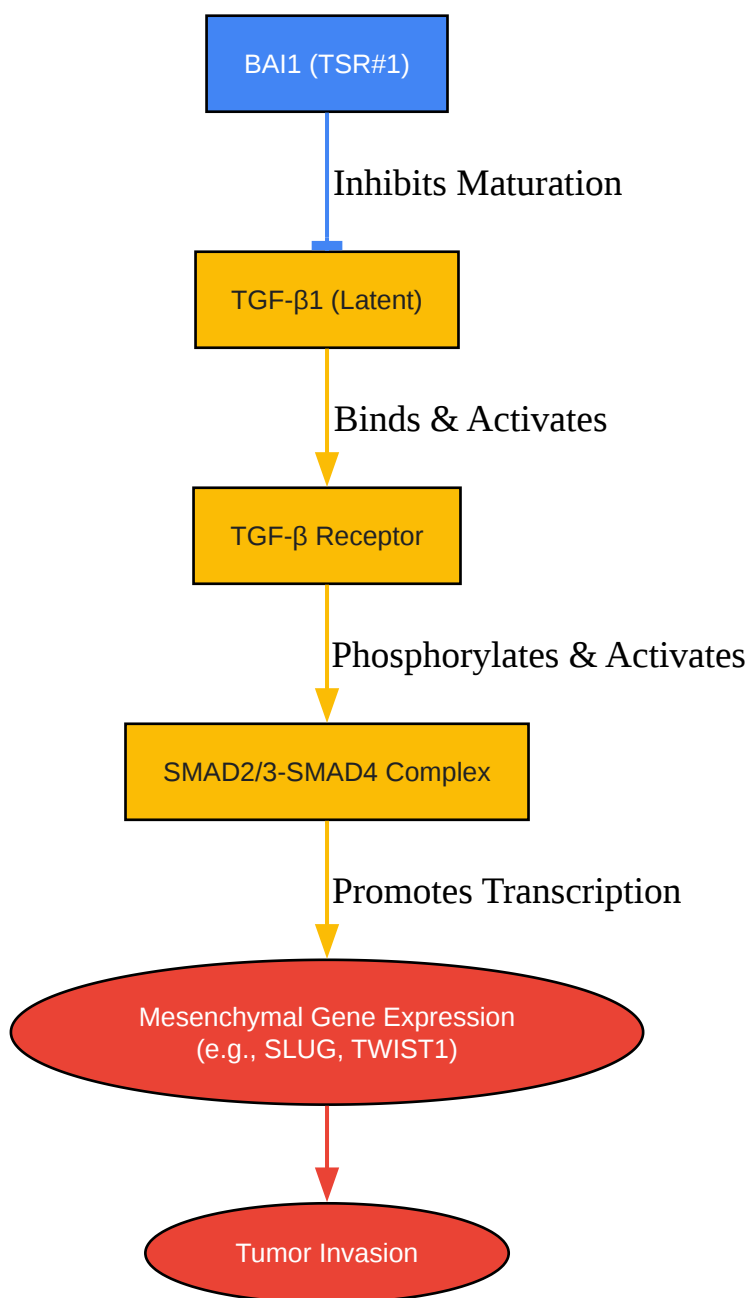 BAI1 (TSR#1)
Inhibits Maturation
TGF-β1 (Latent)
Binds & Activates
TGF-β Receptor
Phosphorylates & Activates
SMAD2/3-SMAD4 Complex
Promotes Transcription
Mesenchymal Gene Expression
(e.g., SLUG, TWIST1)
Tumor Invasion